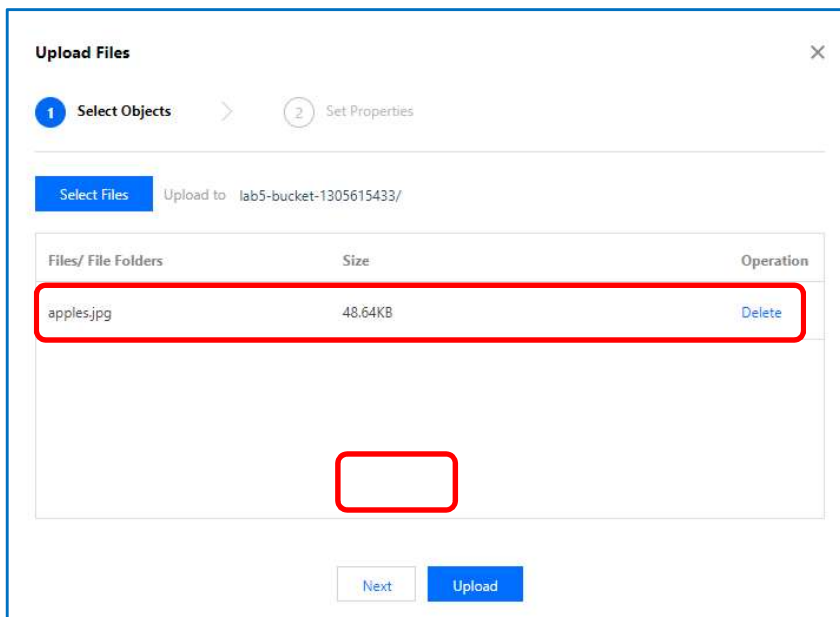 Upload Files
1 Select Objects 2 Set Properties
Select Files Upload to lab5-bucket-1305615433/
Files/ File Folders Size Operation
apples.jpg 48.64KB Delete
Next Upload